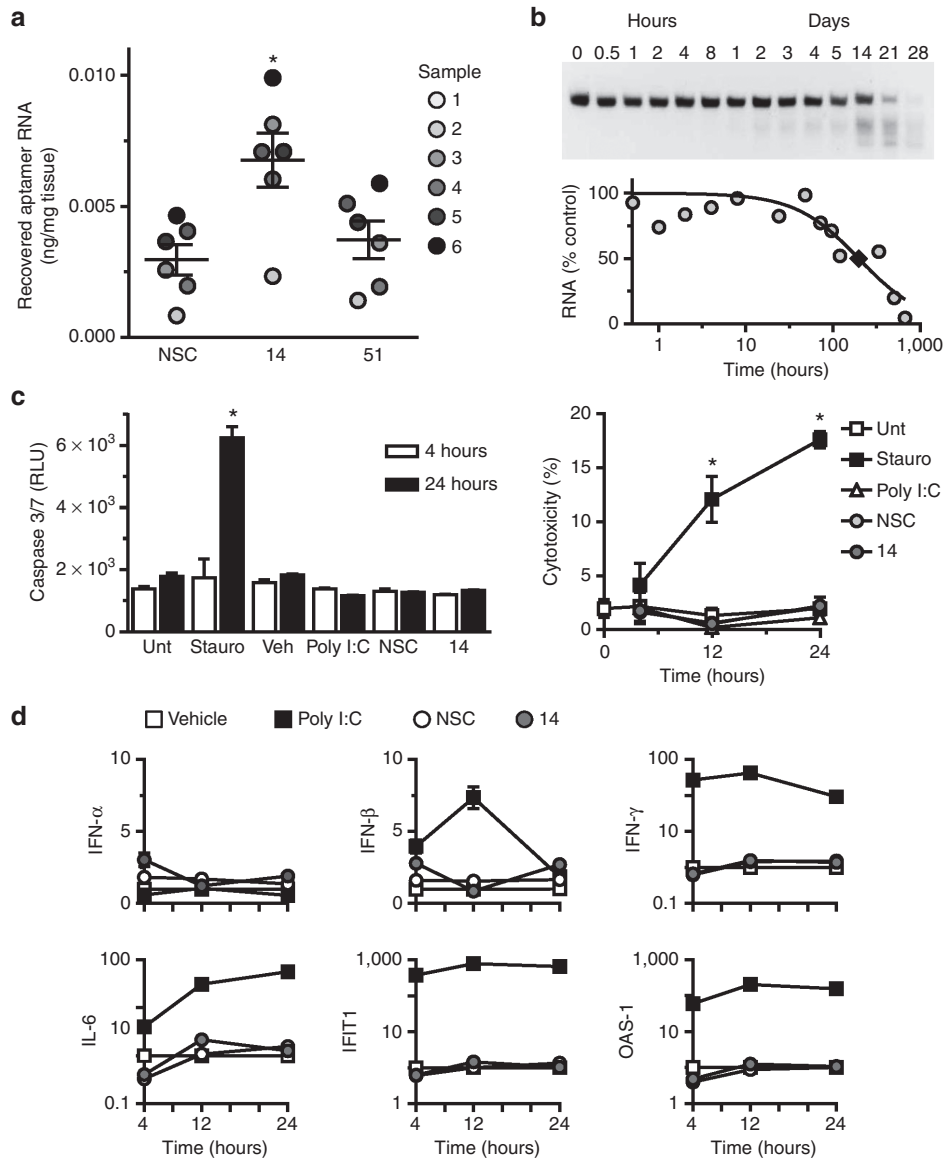 a
Recovered aptamer RNA
(ng/mg tissue)
0.010
0.005
0.000
*
NSC 14 51
Sample
1
2
3
4
5
6
b
Hours Days
0 0.5 1 2 4 8 1 2 3 4 5 14 21 28
RNA (% control)
100
50
0
1 10 100 1,000
Time (hours)
c
Caspase 3/7 (RLU)
6 × 10³
4 × 10³
2 × 10³
0
*
4 hours
24 hours
Unt Stauro Veh Poly I:C NSC 14
Cytotoxicity (%)
20
15
10
5
0
* *
0 12 24
Time (hours)
Unt
Stauro
Poly I:C
NSC
14
d
Vehicle Poly I:C NSC 14
IFN-α
10
5
0
IFN-β
10
5
0
IFN-γ
100
10
0.1
IL-6
100
10
0.1
4 12 24
Time (hours)
IFIT1
1,000
10
1
4 12 24
Time (hours)
OAS-1
1,000
10
1
4 12 24
Time (hours)